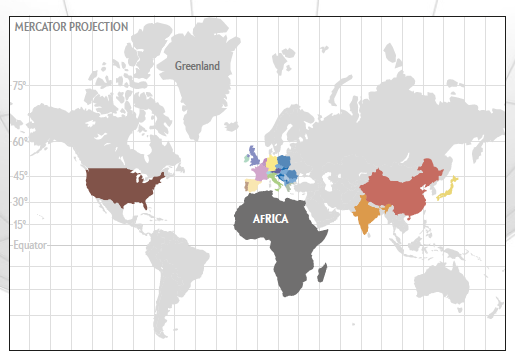 MERCATOR PROJECTION
Greenland
75°
60°
45°
30°
15°
AFRICA
Equator